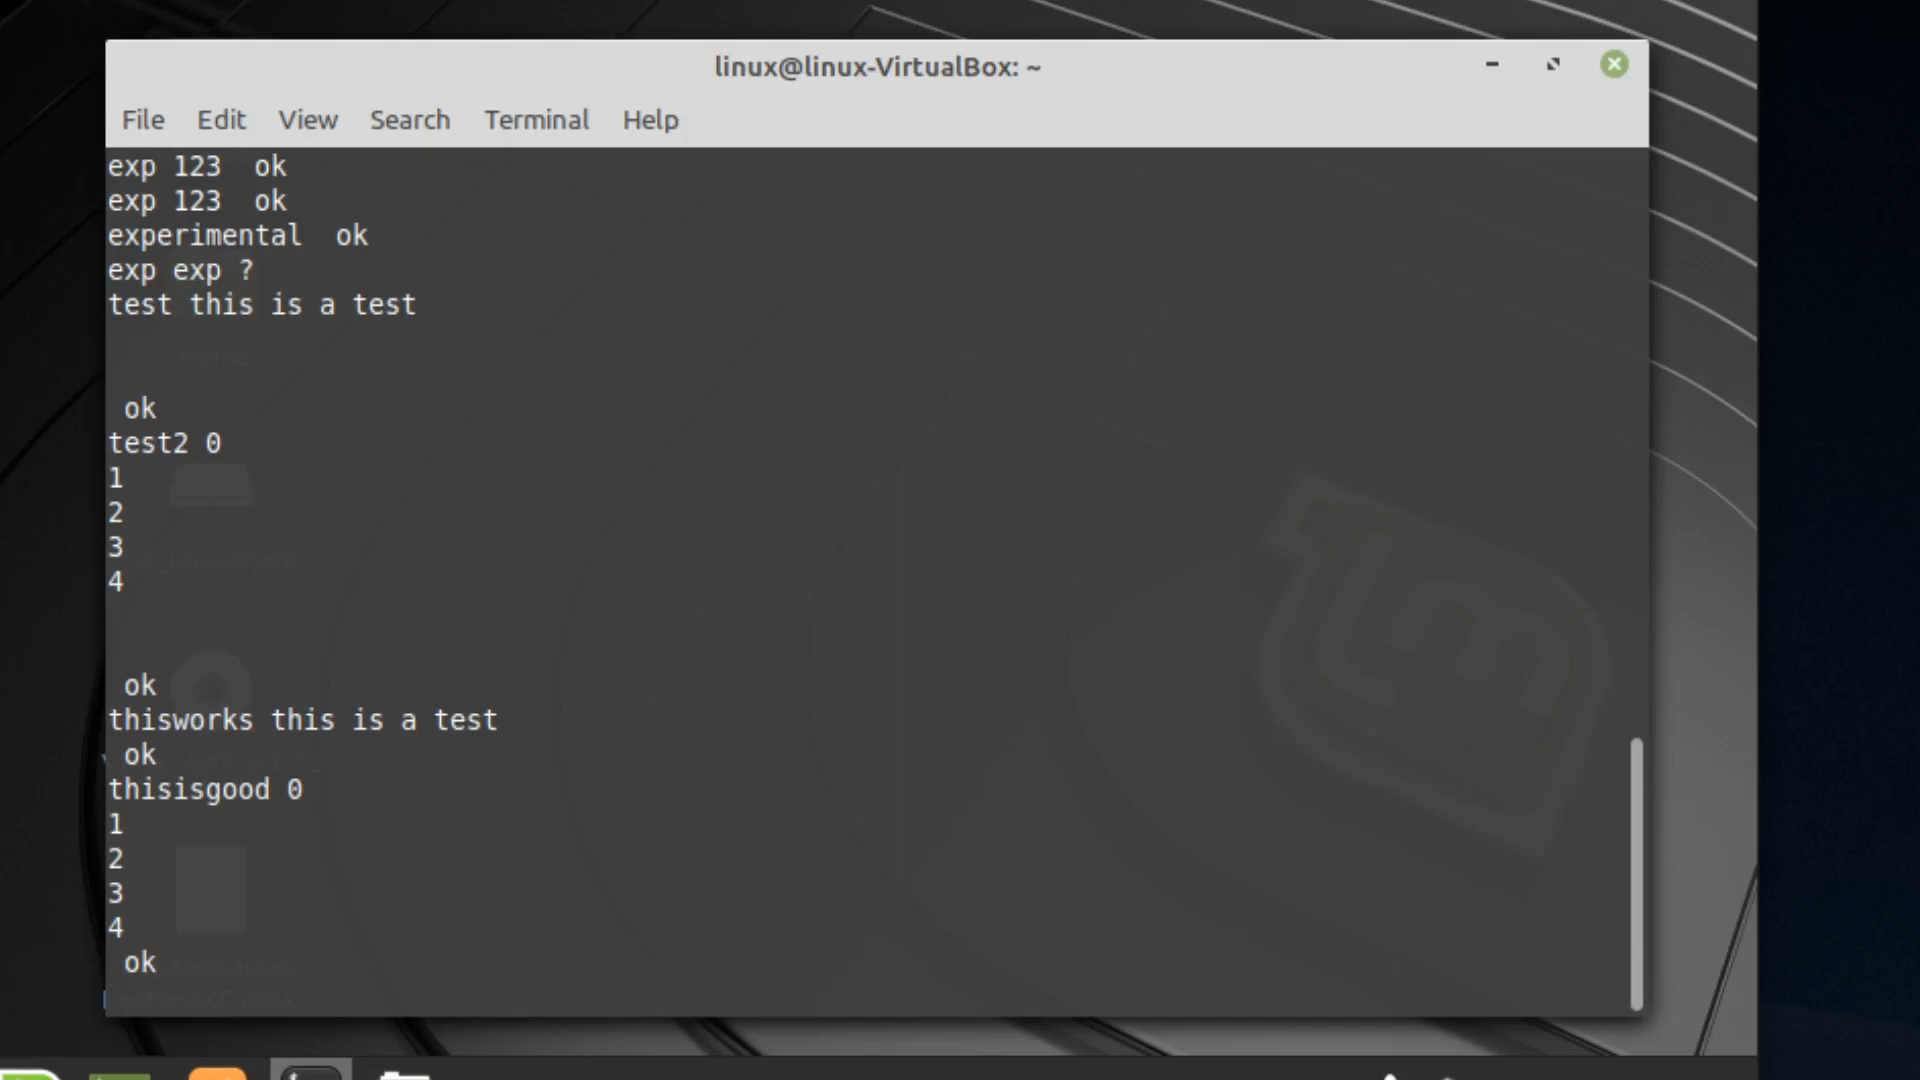 linux@linux-VirtualBox: ~
File Edit View Search Terminal Help
exp 123  ok
exp 123  ok
experimental  ok
exp exp ?
test this is a test
Home
 ok
test2 0
1
2
3
4
 ok
thisworks this is a test
 ok
thisisgood 0
1
2
3
4
 ok